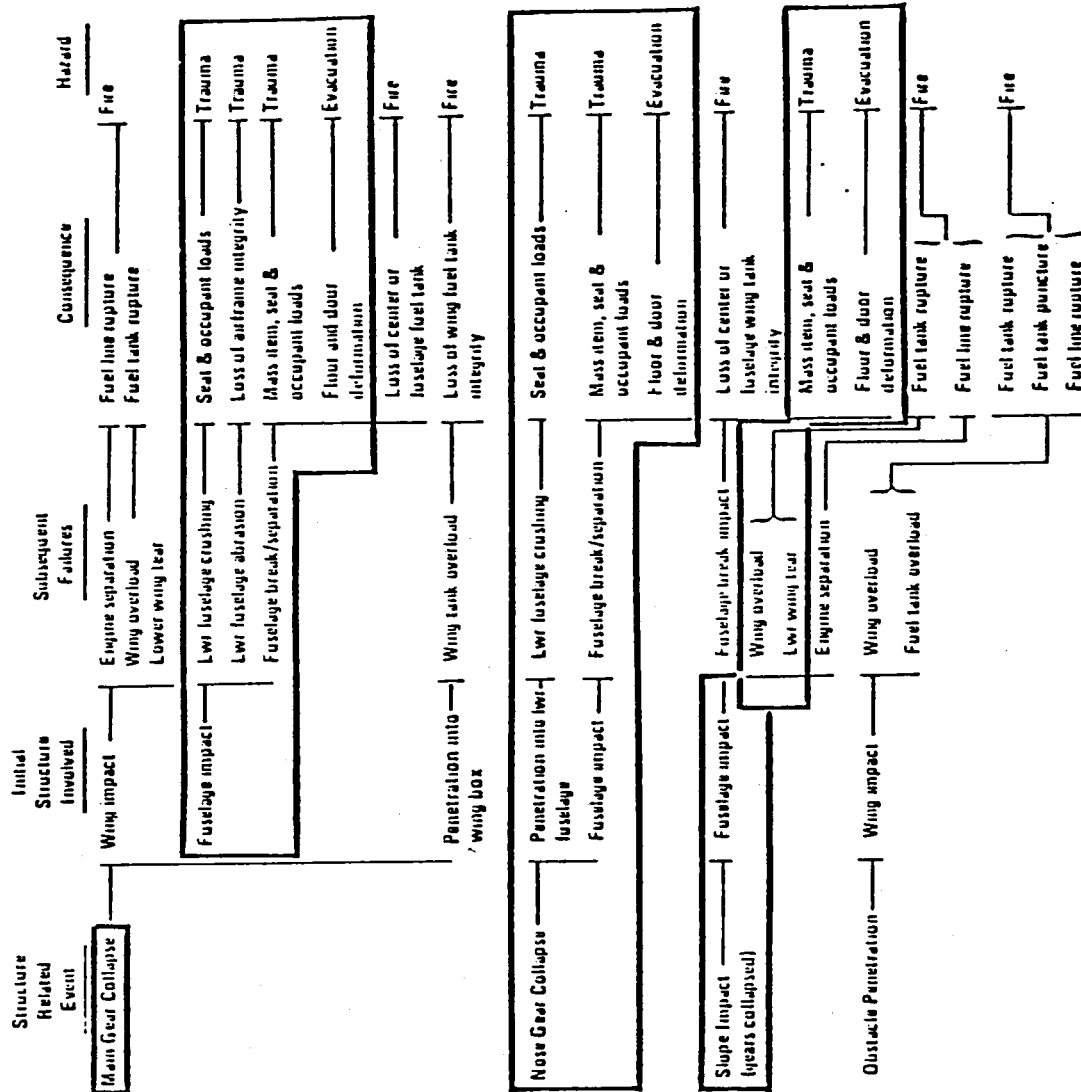 Structure
Related
Event
Initial
Structure
Involved
Subsequent
Failures
Consequence
Hazard
Main Gear Collapse
Wing impact
Engine separation
Wing overload
Lower wing tear
Fuel line rupture
Fuel tank rupture
Fire
Fuselage impact
Lwr fuselage crushing
Seat & occupant loads
Trauma
Lwr fuselage abrasion
Loss of airframe integrity
Trauma
Fuselage break/separation
Mass item, seat &
occupant loads
Trauma
Floor and door
deformation
Evacuation
Loss of center or
fuselage fuel tank
Fire
Penetration into
wing box
Wing tank overload
Loss of wing fuel tank
integrity
Fire
Nose Gear Collapse
Penetration into lwr
fuselage
Lwr fuselage crushing
Seat & occupant loads
Trauma
Fuselage impact
Fuselage break/separation
Mass item, seat &
occupant loads
Trauma
Floor & door
deformation
Evacuation
Slope Impact
(gears collapsed)
Fuselage impact
Fuselage break impact
Loss of center or
fuselage wing tank
integrity
Fire
Mass item, seat &
occupant loads
Trauma
Floor & door
deformation
Evacuation
Wing overload
Lwr wing tear
Fuel tank rupture
Fire
Engine separation
Fuel line rupture
Obstacle Penetration
Wing impact
Wing overload
Fuel tank overload
Fuel tank rupture
Fuel tank puncture
Fuel line rupture
Fire